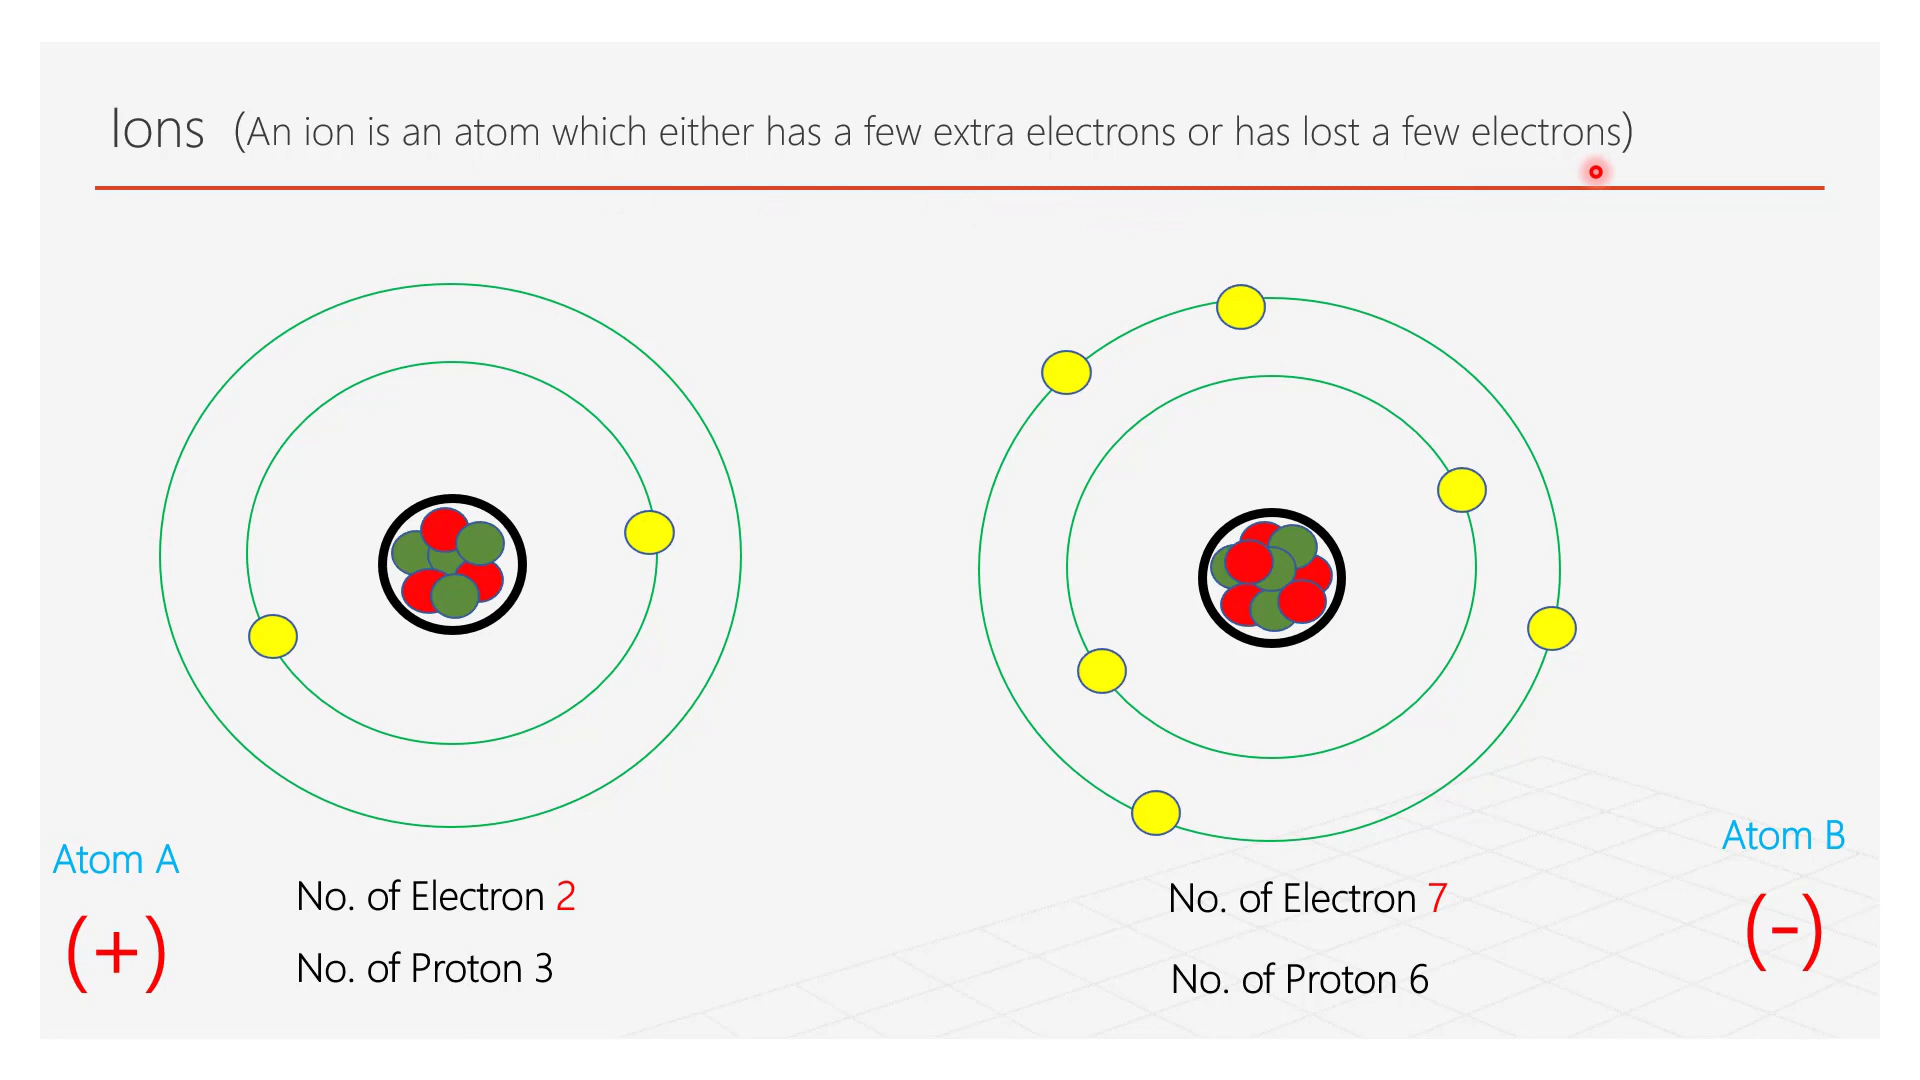 Ions (An ion is an atom which either has a few extra electrons or has lost a few electrons)
Atom A
(+)
No. of Electron 2
No. of Proton 3
Atom B
(-)
No. of Electron 7
No. of Proton 6